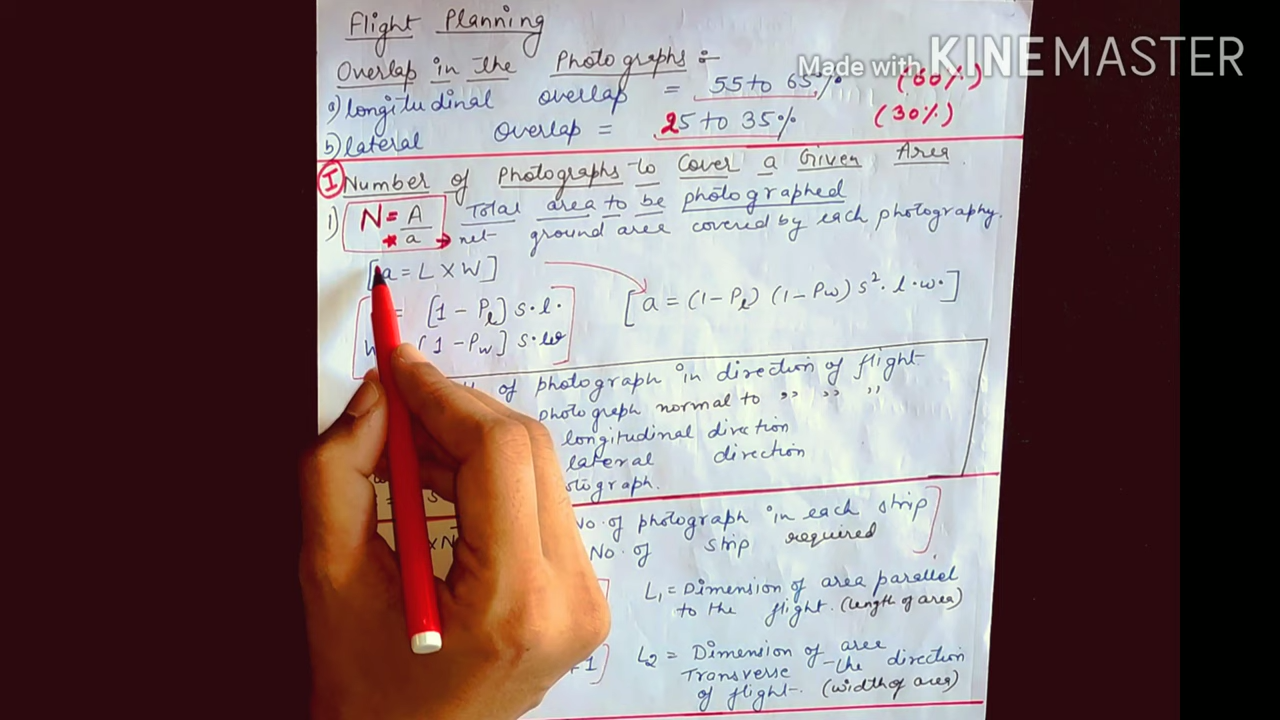 Flight Planning
Made with KINEMASTER
Overlap in the Photographs :-
a) longitudinal overlap = 55 to 65% (60%)
b) lateral overlap = 25 to 35% (30%)
I Number of Photographs to Cover a Given Area
1) N = A/a Total area to be photographed
net ground area covered by each photography.
[a = L X W]
= [1 - Pl] s.l.
[a = (1-Pl) (1-Pw) s². l.w.]
[1 - Pw] s.w
of photograph in direction of flight
photograph normal to ,, ,, ,,
longitudinal direction
lateral direction
No. of photograph in each strip
No. of strip required
L1 = Dimension of area parallel
to the flight. (length of area)
+1
L2 = Dimension of area
Transverse the direction
of flight. (width of area)